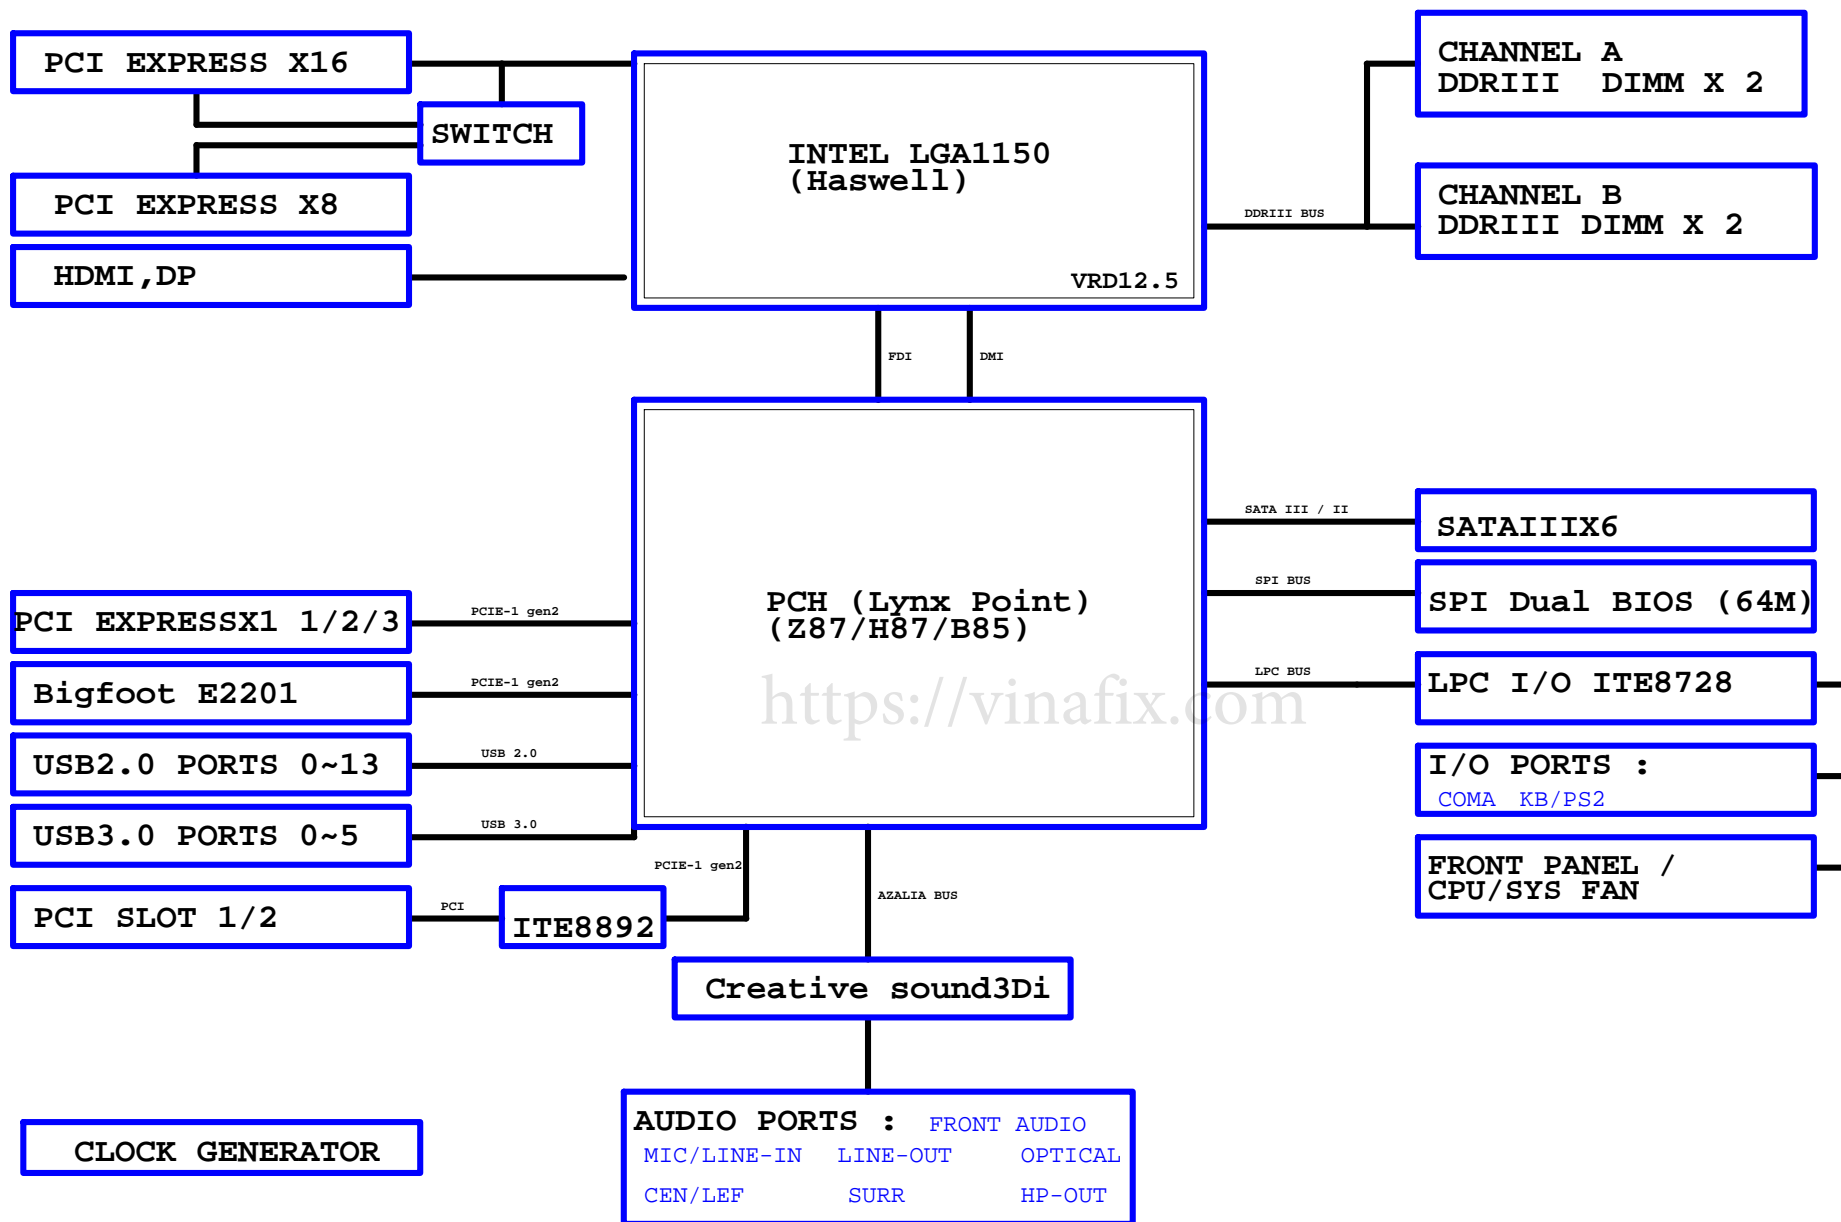 PCI EXPRESS X16
SWITCH
PCI EXPRESS X8
HDMI,DP
INTEL LGA1150
(Haswell)
VRD12.5
DDRIII BUS
CHANNEL A
DDRIII DIMM X 2
CHANNEL B
DDRIII DIMM X 2
FDI
DMI
PCH (Lynx Point)
(Z87/H87/B85)
https://vinafix.com
SATA III / II
SATAIIIX6
SPI BUS
SPI Dual BIOS (64M)
LPC BUS
LPC I/O ITE8728
I/O PORTS :
COMA KB/PS2
FRONT PANEL /
CPU/SYS FAN
PCI EXPRESSX1 1/2/3
PCIE-1 gen2
Bigfoot E2201
PCIE-1 gen2
USB2.0 PORTS 0~13
USB 2.0
USB3.0 PORTS 0~5
USB 3.0
PCI SLOT 1/2
PCI
ITE8892
PCIE-1 gen2
AZALIA BUS
Creative sound3Di
AUDIO PORTS : FRONT AUDIO
MIC/LINE-IN LINE-OUT OPTICAL
CEN/LEF SURR HP-OUT
CLOCK GENERATOR